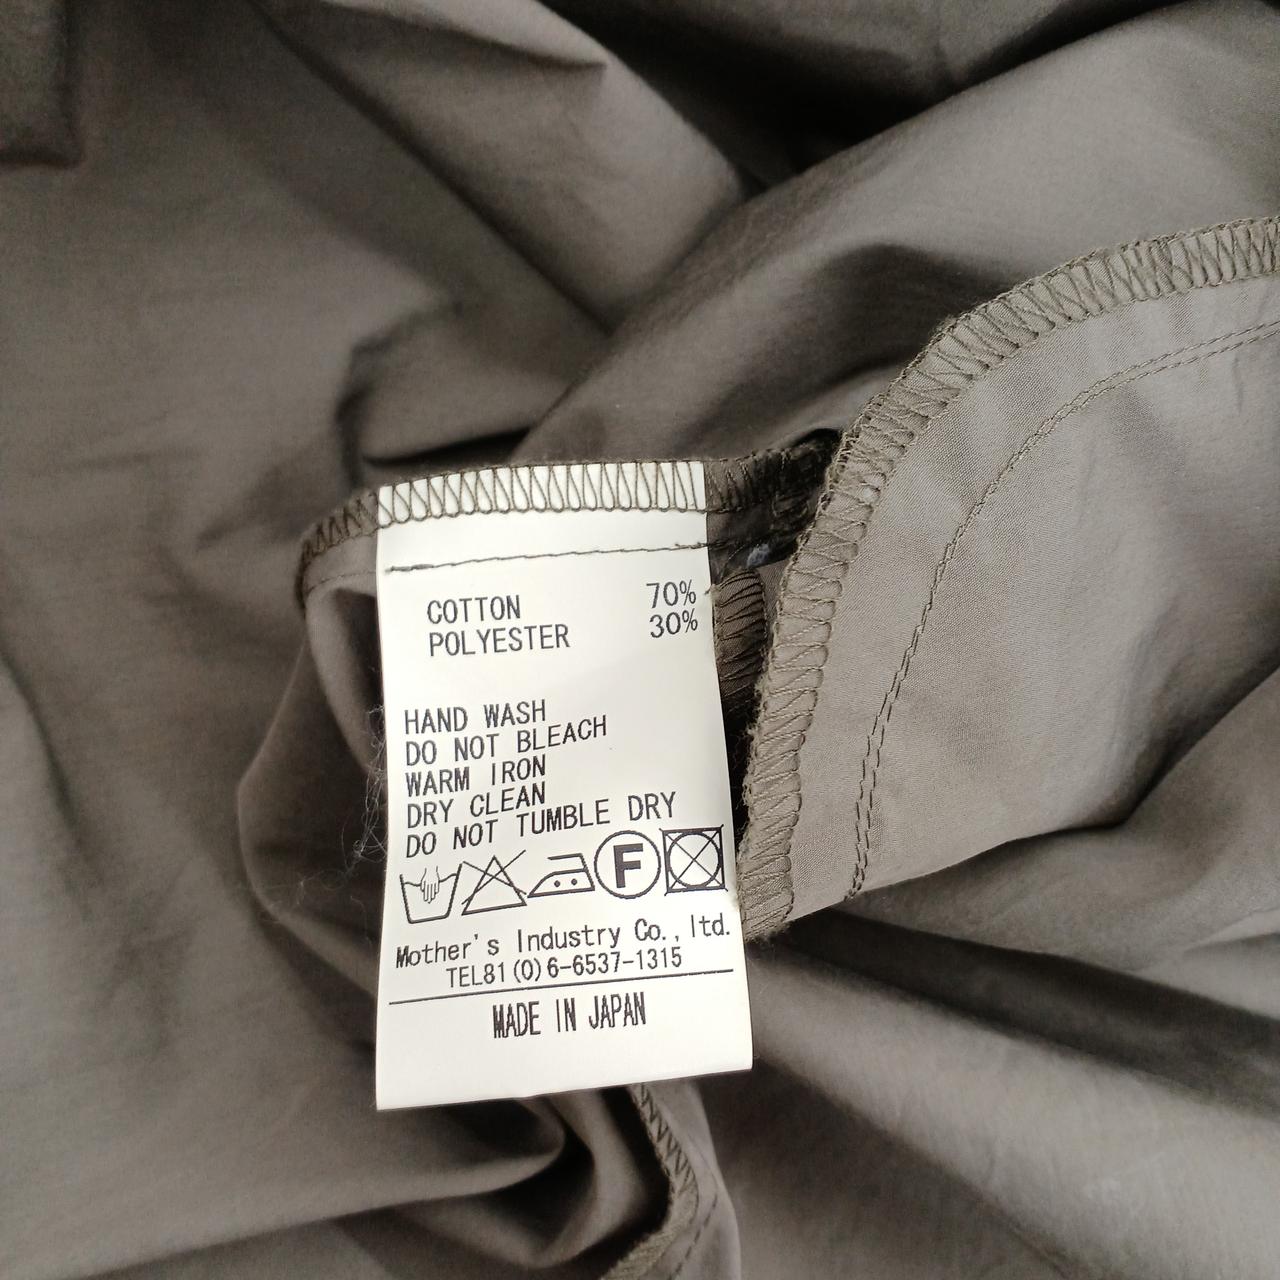 COTTON 70%
POLYESTER 30%
HAND WASH
DO NOT BLEACH
WARM IRON
DRY CLEAN
DO NOT TUMBLE DRY
F
Mother's Industry Co.,ltd.
TEL81(0)6-6537-1315
MADE IN JAPAN